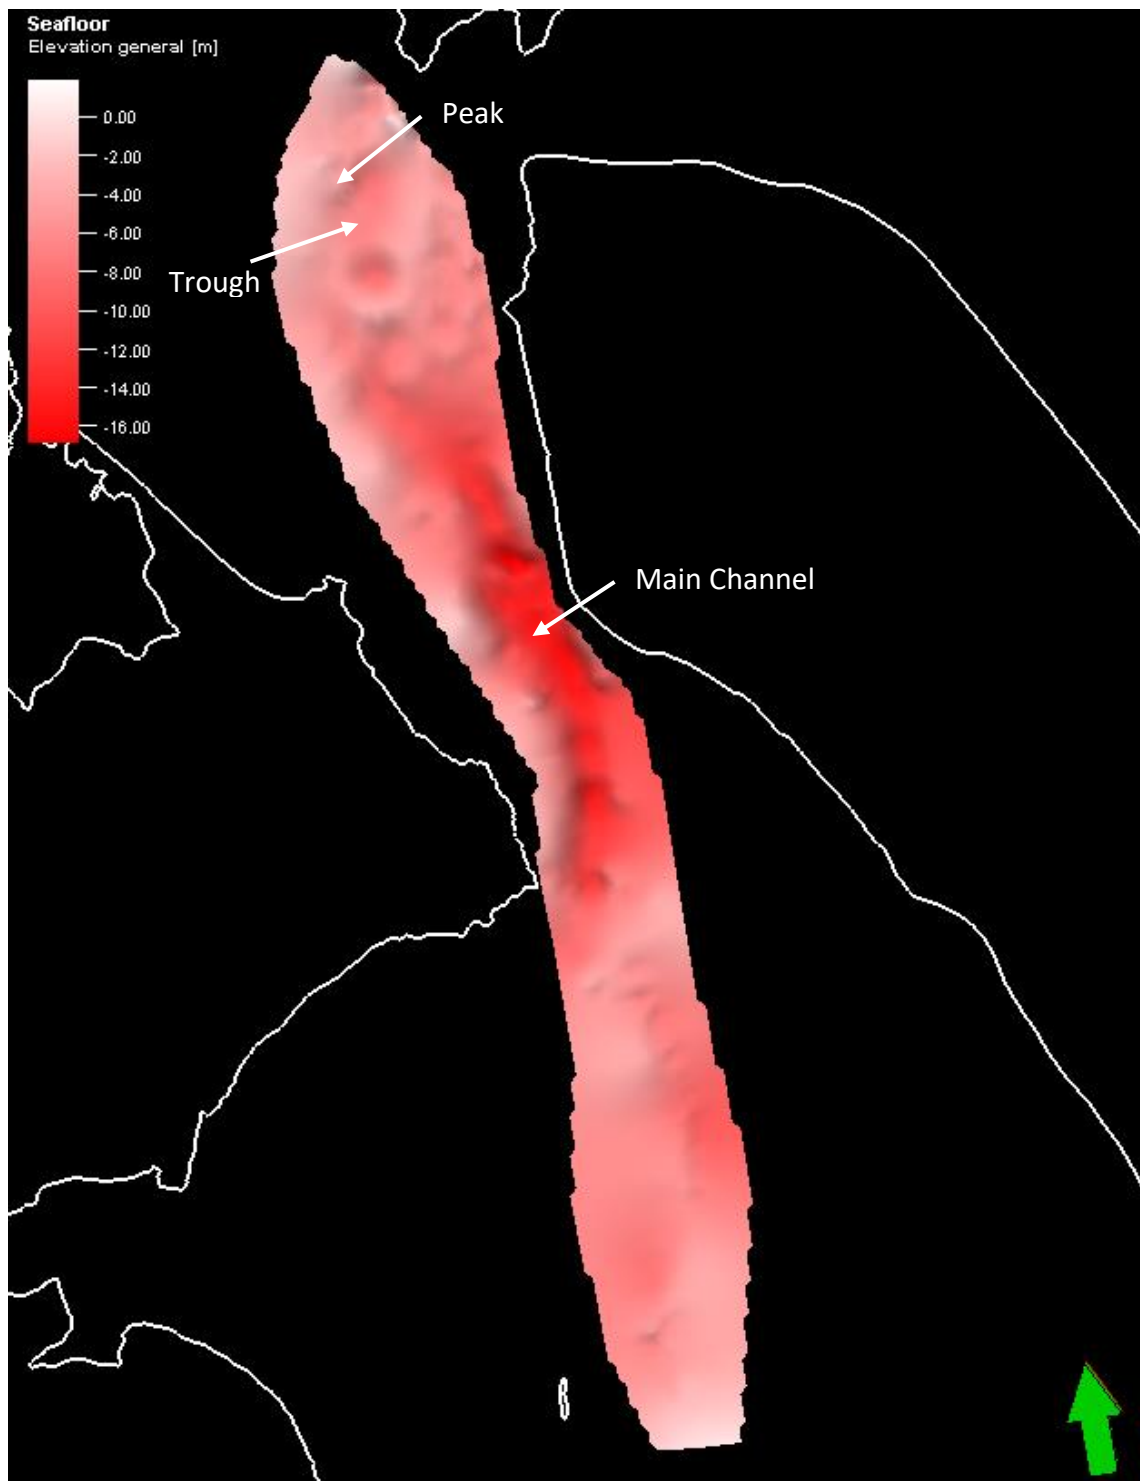 Seafloor
Elevation general [m]
0.00
-2.00
-4.00
-6.00
-8.00
-10.00
-12.00
-14.00
-16.00
Peak
Trough
Main Channel